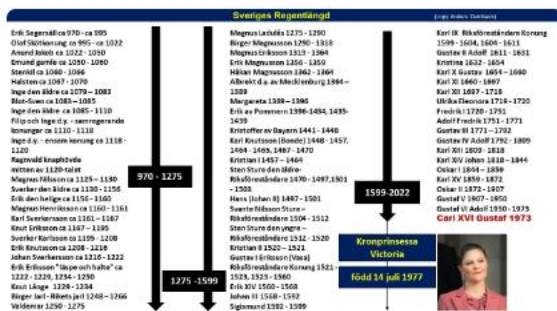 Sveriges Regentlängd
Erik Segersäll ca 970 - ca 995
Olof Skötkonung ca 995 - ca 1022
Anund Jakob ca 1022 - 1050
Emund gamle ca 1050 - 1060
Stenkil ca 1060 - 1066
Halsten ca 1067 - 1070
Inge den äldre ca 1079 – 1083
Blot-Sven ca 1083 – 1085
Inge den äldre ca 1085 - 1110
Filip och Inge d.y. - samregerande
konungar ca 1110 - 1118
Inge d.y. - ensam konung ca 1118 -
1120
Ragnvald knaphövde
mitten av 1120-talet
Magnus Nilsson ca 1125 – 1130
Sverker den äldre ca 1130 - 1156
Erik den helige ca 1156 – 1160
Magnus Henriksson ca 1160 - 1161
Karl Sverkersson ca 1161 – 1167
Knut Eriksson ca 1167 – 1195
Sverker Karlsson ca 1195 - 1208
Erik Knutsson ca 1208 - 1216
Johan Sverkersson ca 1216 - 1222
Erik Eriksson "läspe och halte" ca
1222 - 1229, 1234 - 1250
Knut Långe 1229 - 1234
Birger Jarl - Rikets jarl 1248 – 1266
Valdemar 1250 - 1275
970 - 1275
Magnus Ladulås 1275 - 1290
Birger Magnusson 1290 - 1318
Magnus Eriksson 1319 - 1364
Erik Magnusson 1356 - 1359
Håkan Magnusson 1362 - 1364
Albrekt d.y. av Mecklenburg 1364 –
1389
Margareta 1389 – 1396
Erik av Pommern 1396-1434, 1435-
1439
Kristoffer av Bayern 1441 - 1448
Karl Knutsson (Bonde) 1448 - 1457,
1464 - 1465, 1467 - 1470
Kristian I 1457 – 1464
Sten Sture den äldre-
Riksföreståndare 1470 - 1497, 1501
- 1503
Hans (Johan II) 1497 - 1501
Svante Nilsson Sture –
Riksföreståndare 1504 - 1512
Sten Sture den yngre –
Riksföreståndare 1512 - 1520
Kristian II 1520 – 1521
Gustav I Eriksson (Vasa)
Riksföreståndare Konung 1521 -
1523, 1523 - 1560
Erik XIV 1560 - 1568
Johan III 1568 - 1592
Sigismund 1592 - 1599
1275 -1599
1599-2022
Karl IX Riksföreståndare Konung
1599 - 1604, 1604 - 1611
Gustav II Adolf 1611 - 1632
Kristina 1632 - 1654
Karl X Gustav 1654 – 1660
Karl XI 1660 - 1697
Karl XII 1697 - 1718
Ulrika Eleonora 1719 - 1720
Fredrik I 1720 - 1751
Adolf Fredrik 1751 - 1771
Gustav III 1771 – 1792
Gustav IV Adolf 1792 – 1809
Karl XIII 1809 - 1818
Karl XIV Johan 1818 – 1844
Oskar I 1844 – 1859
Karl XV 1859 - 1872
Oskar II 1872 - 1907
Gustaf V 1907 - 1950
Gustaf VI Adolf 1950 - 1973
Carl XVI Gustaf 1973
Kronprinsessa
Victoria
född 14 juli 1977